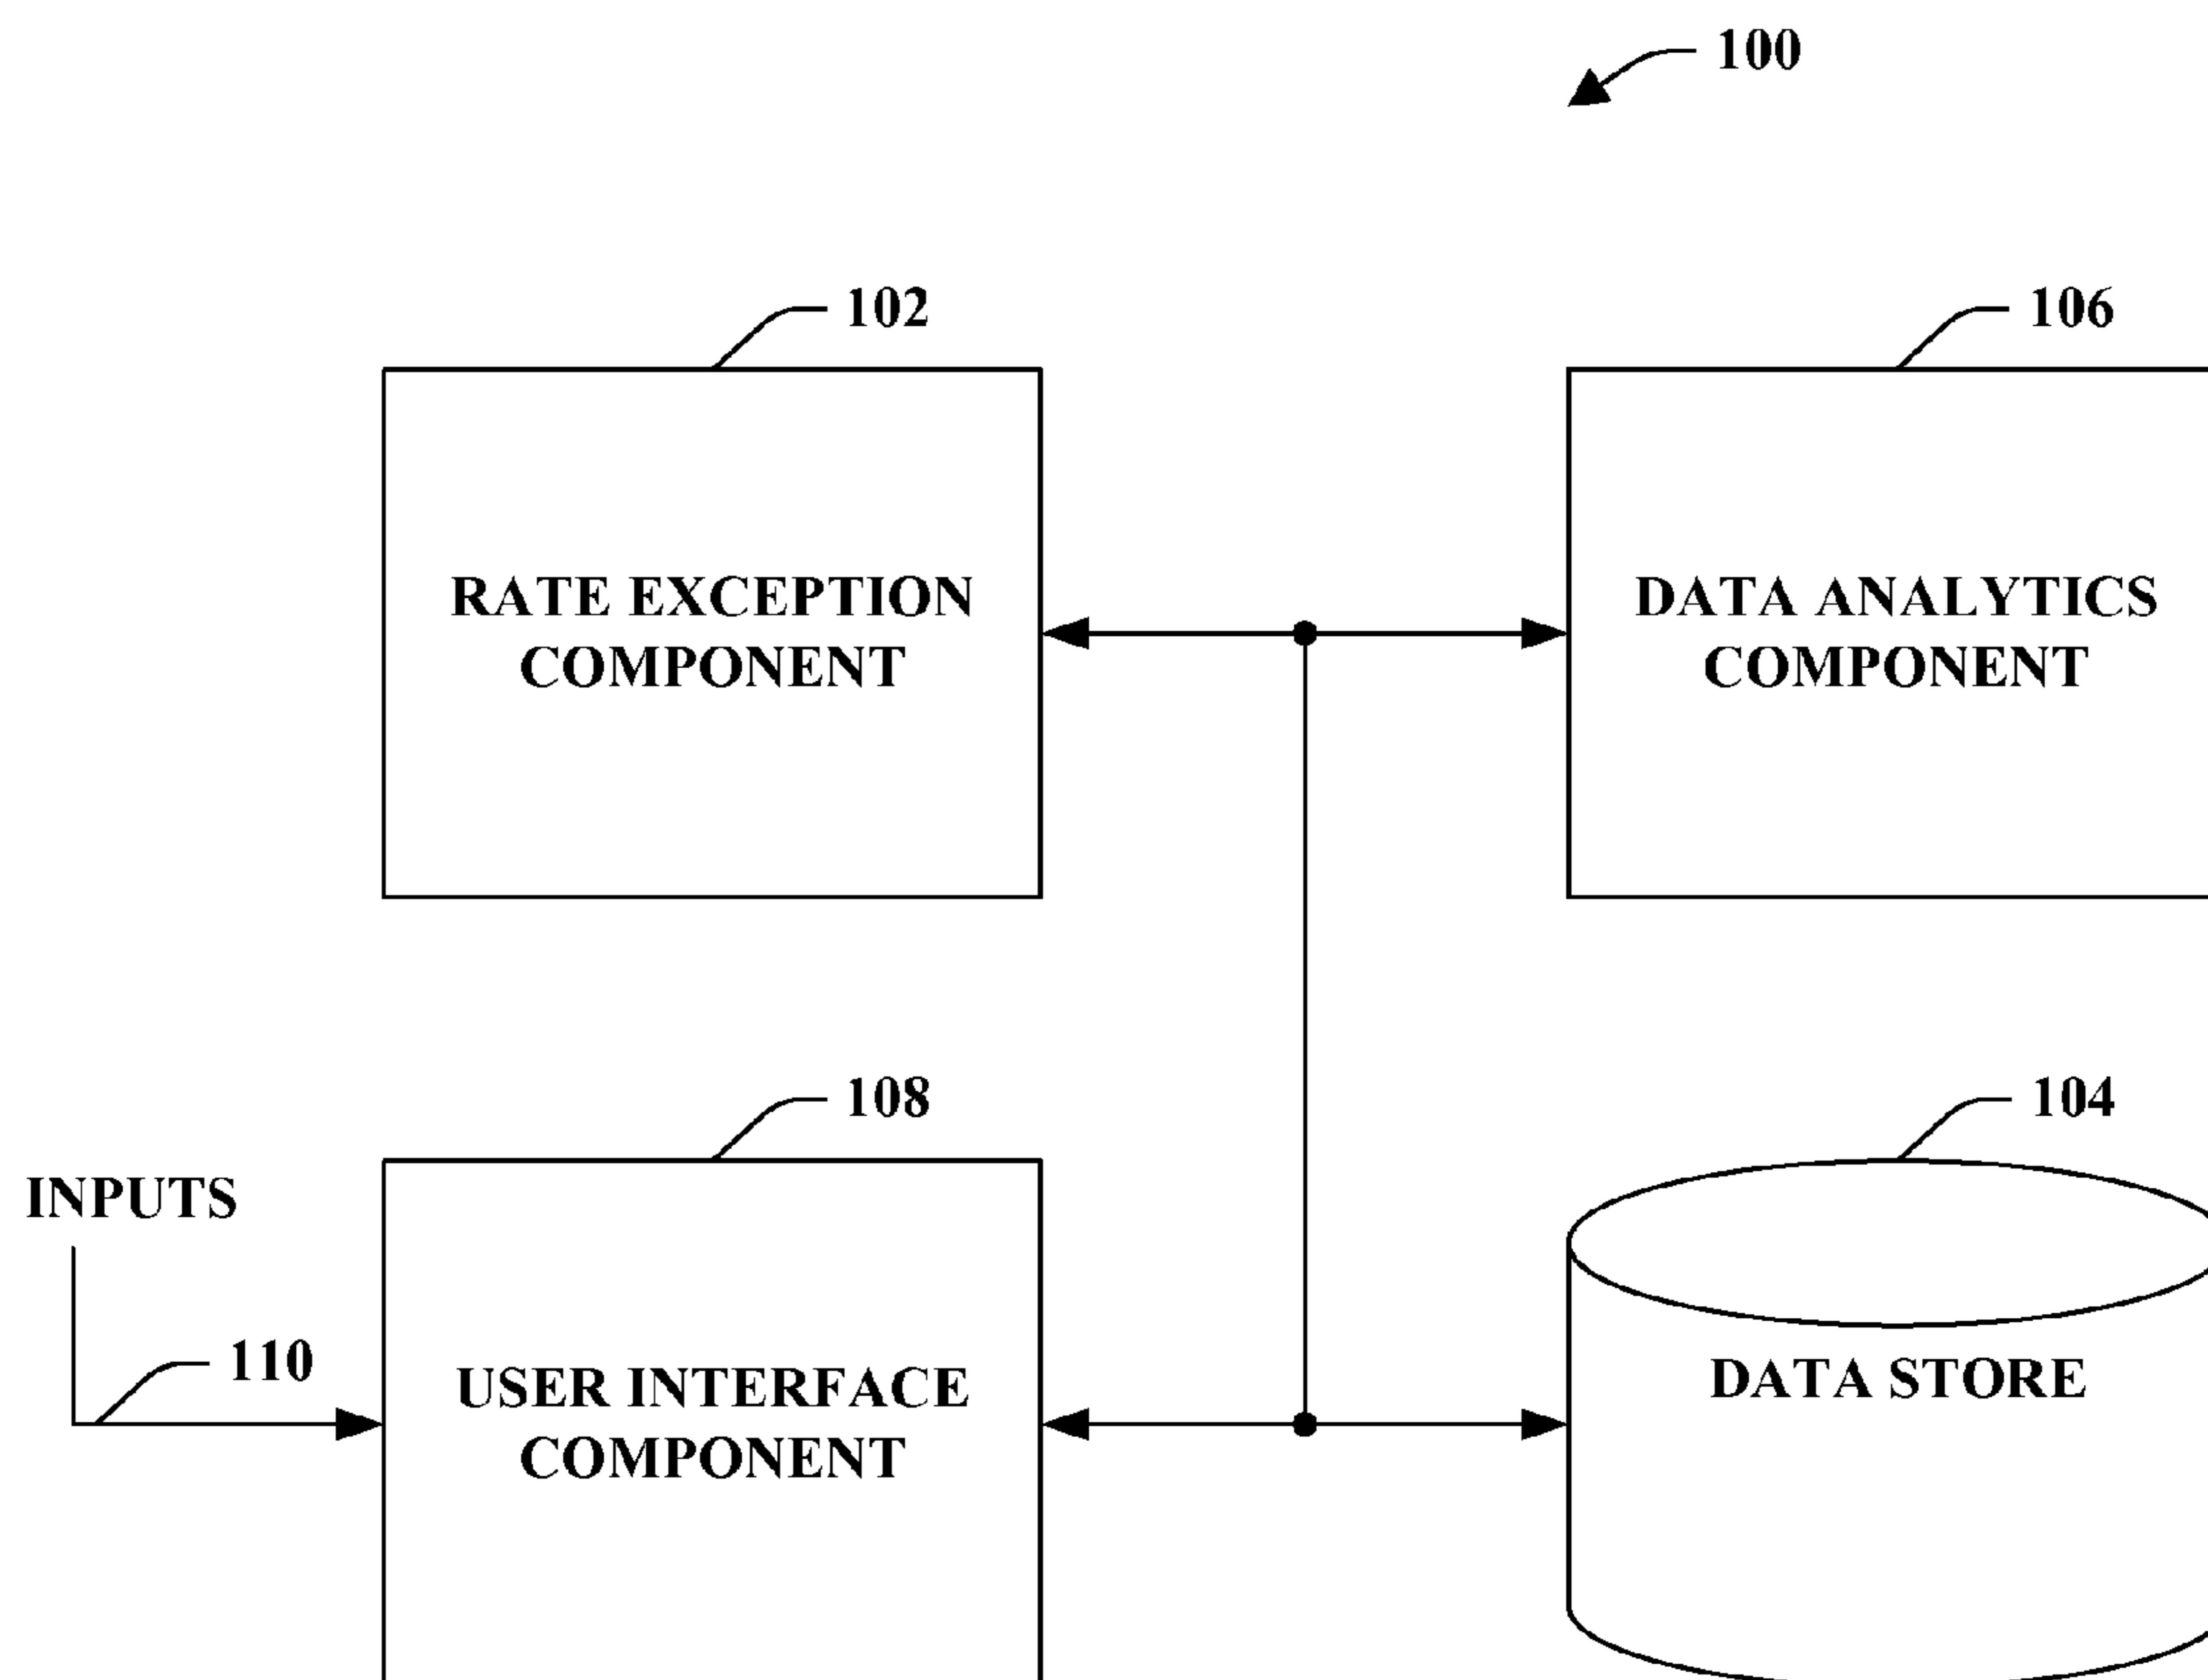 100
102
106
RATE EXCEPTION
COMPONENT
DATA ANALYTICS
COMPONENT
108
104
INPUTS
110
USER INTERFACE
COMPONENT
DATA STORE